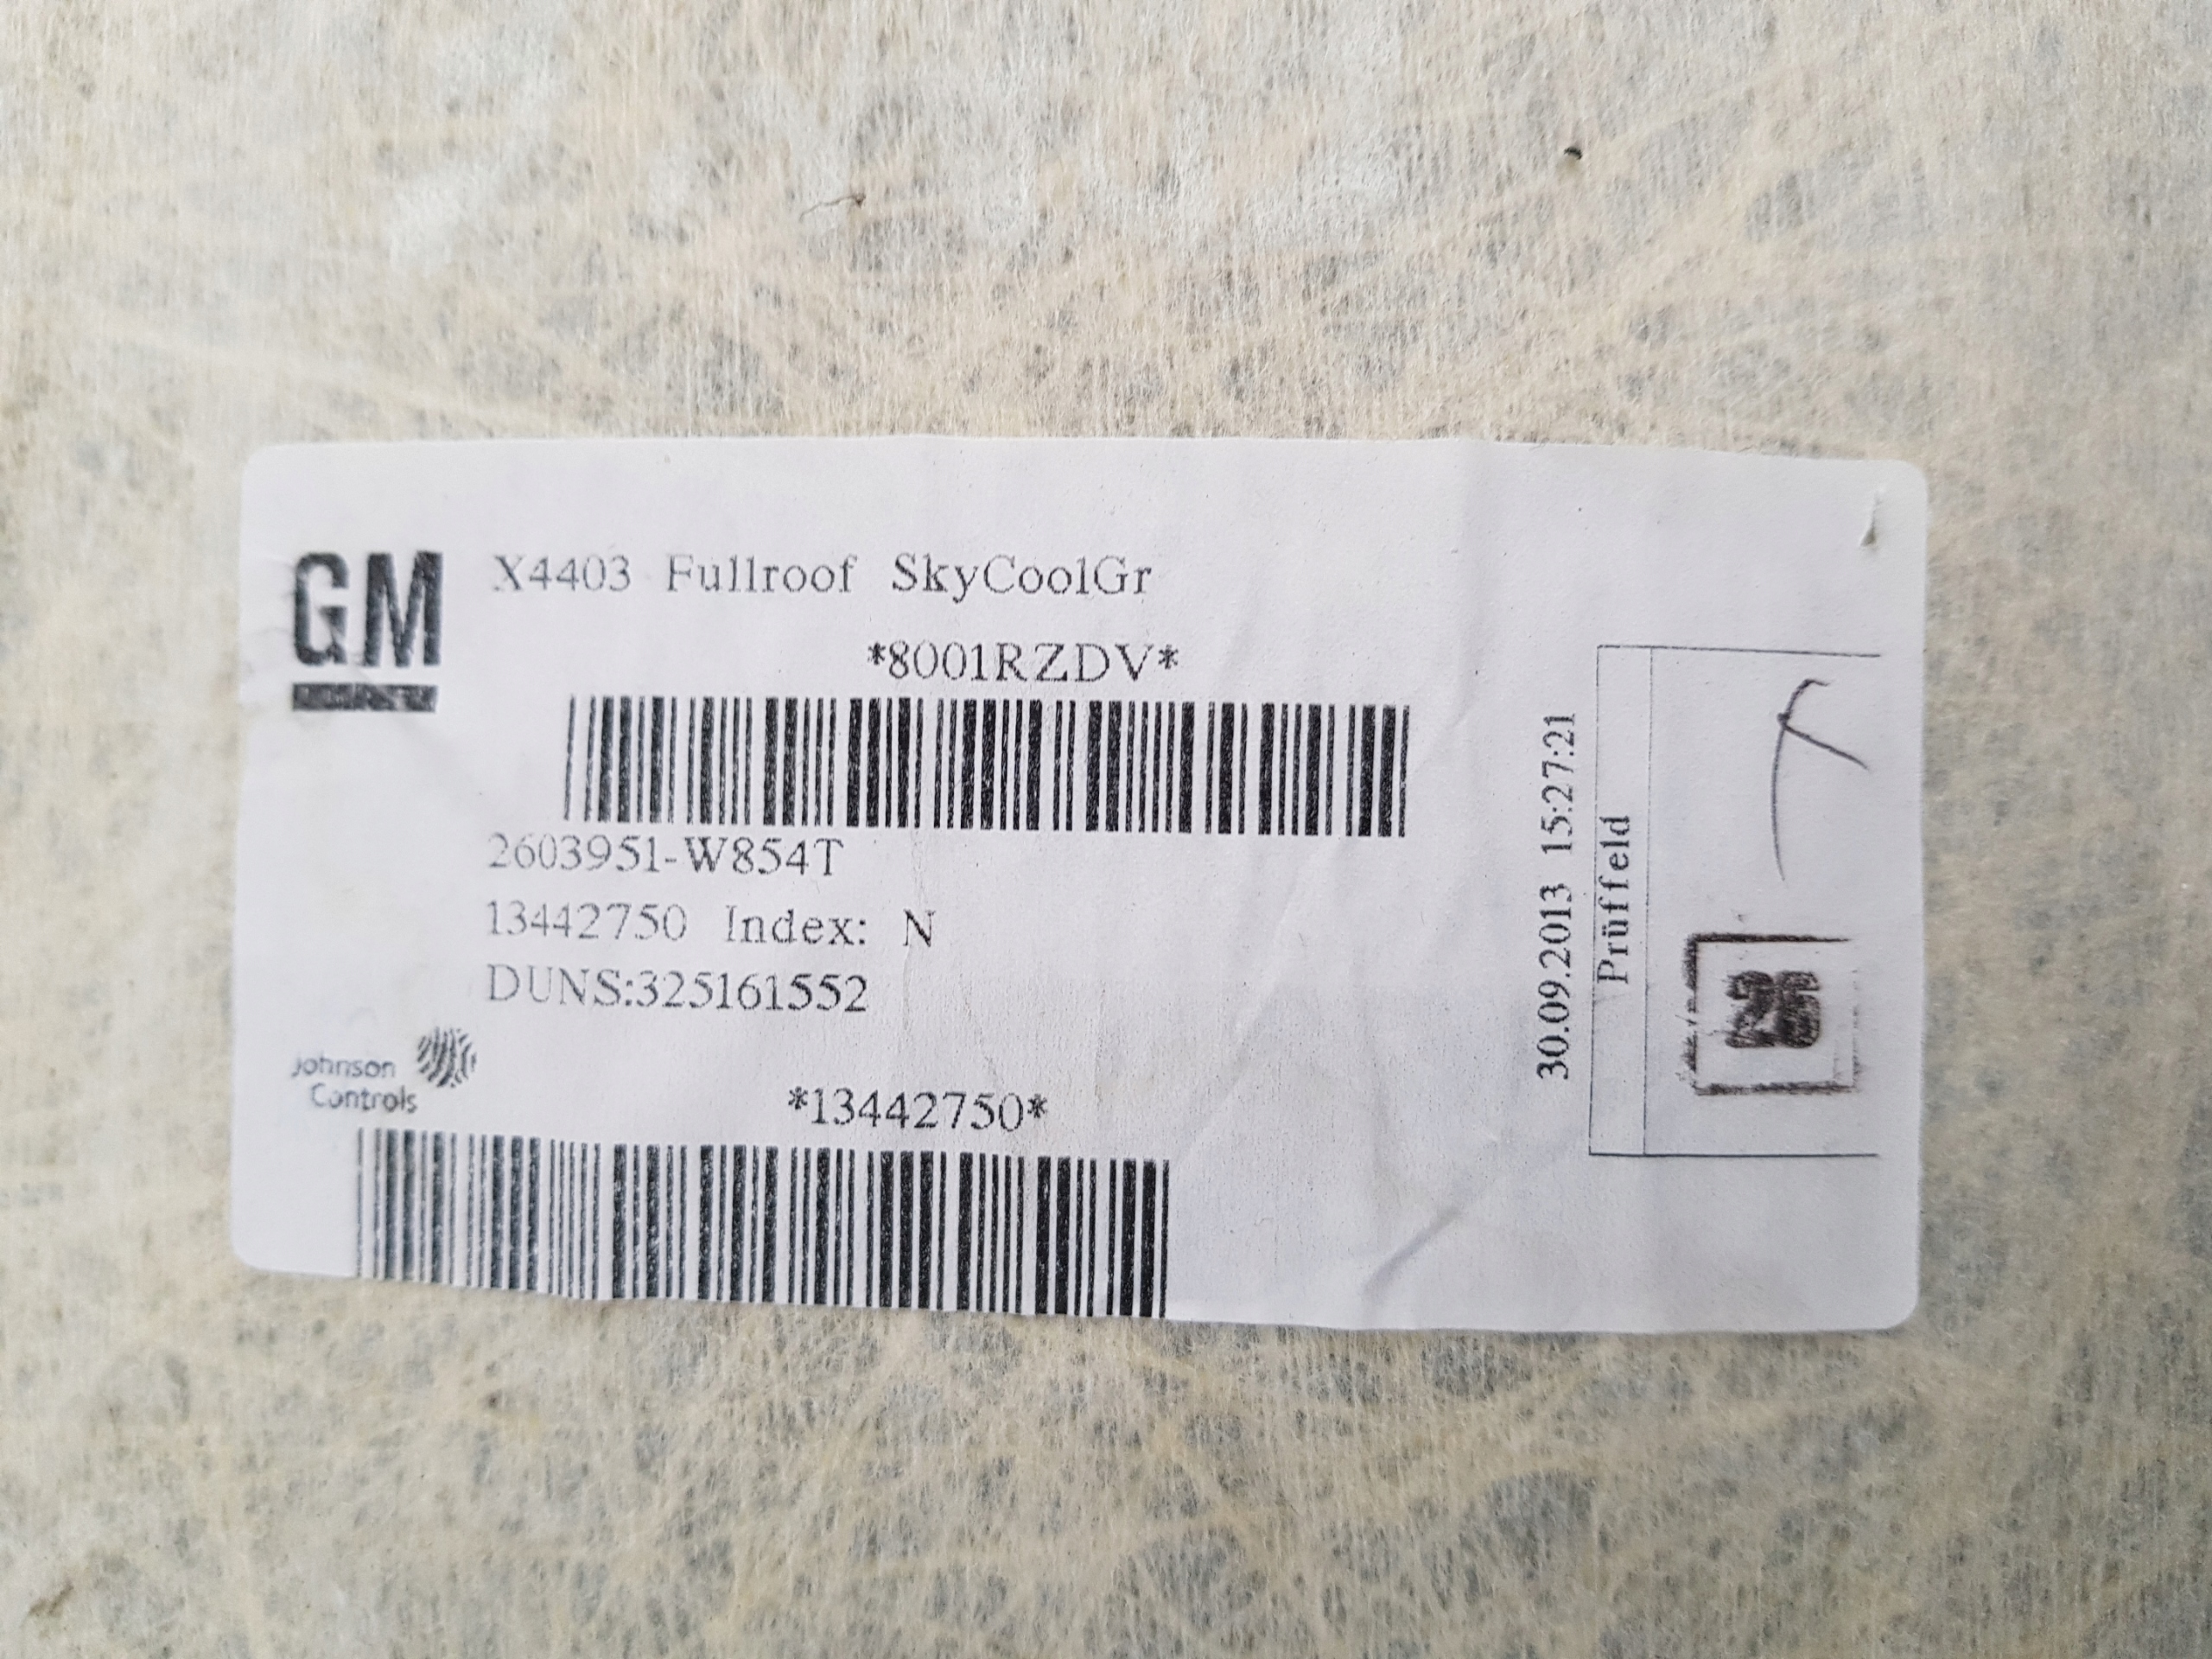 GM
X4403 Fullroof SkyCoolGr
*8001RZDV*
2603951-W854T
13442750 Index: N
DUNS:325161552
Johnson
Controls
*13442750*
30.09.2013 15:27:21
Prüffeld
26